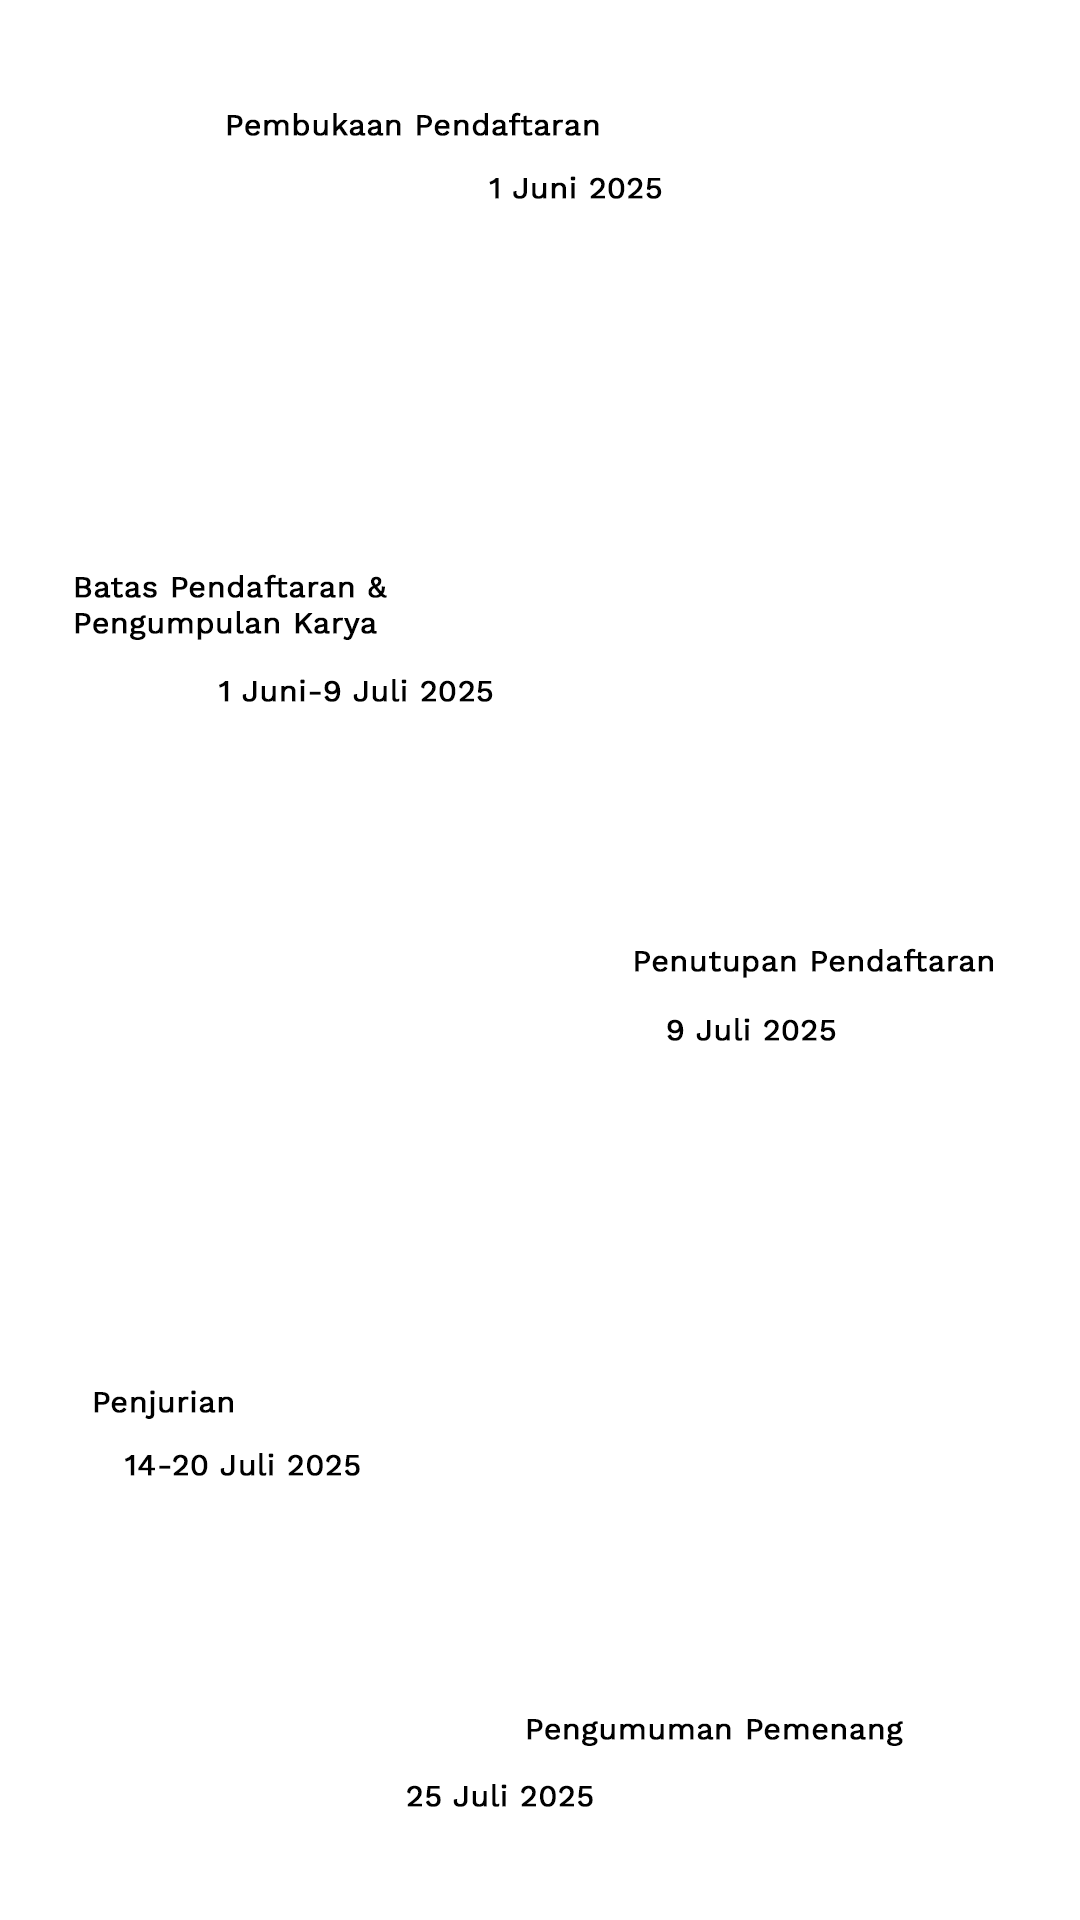 Pembukaan Pendaftaran
1 Juni 2025
Batas Pendaftaran &
Pengumpulan Karya
1 Juni-9 Juli 2025
Penutupan Pendaftaran
9 Juli 2025
Penjurian
14-20 Juli 2025
Pengumuman Pemenang
25 Juli 2025